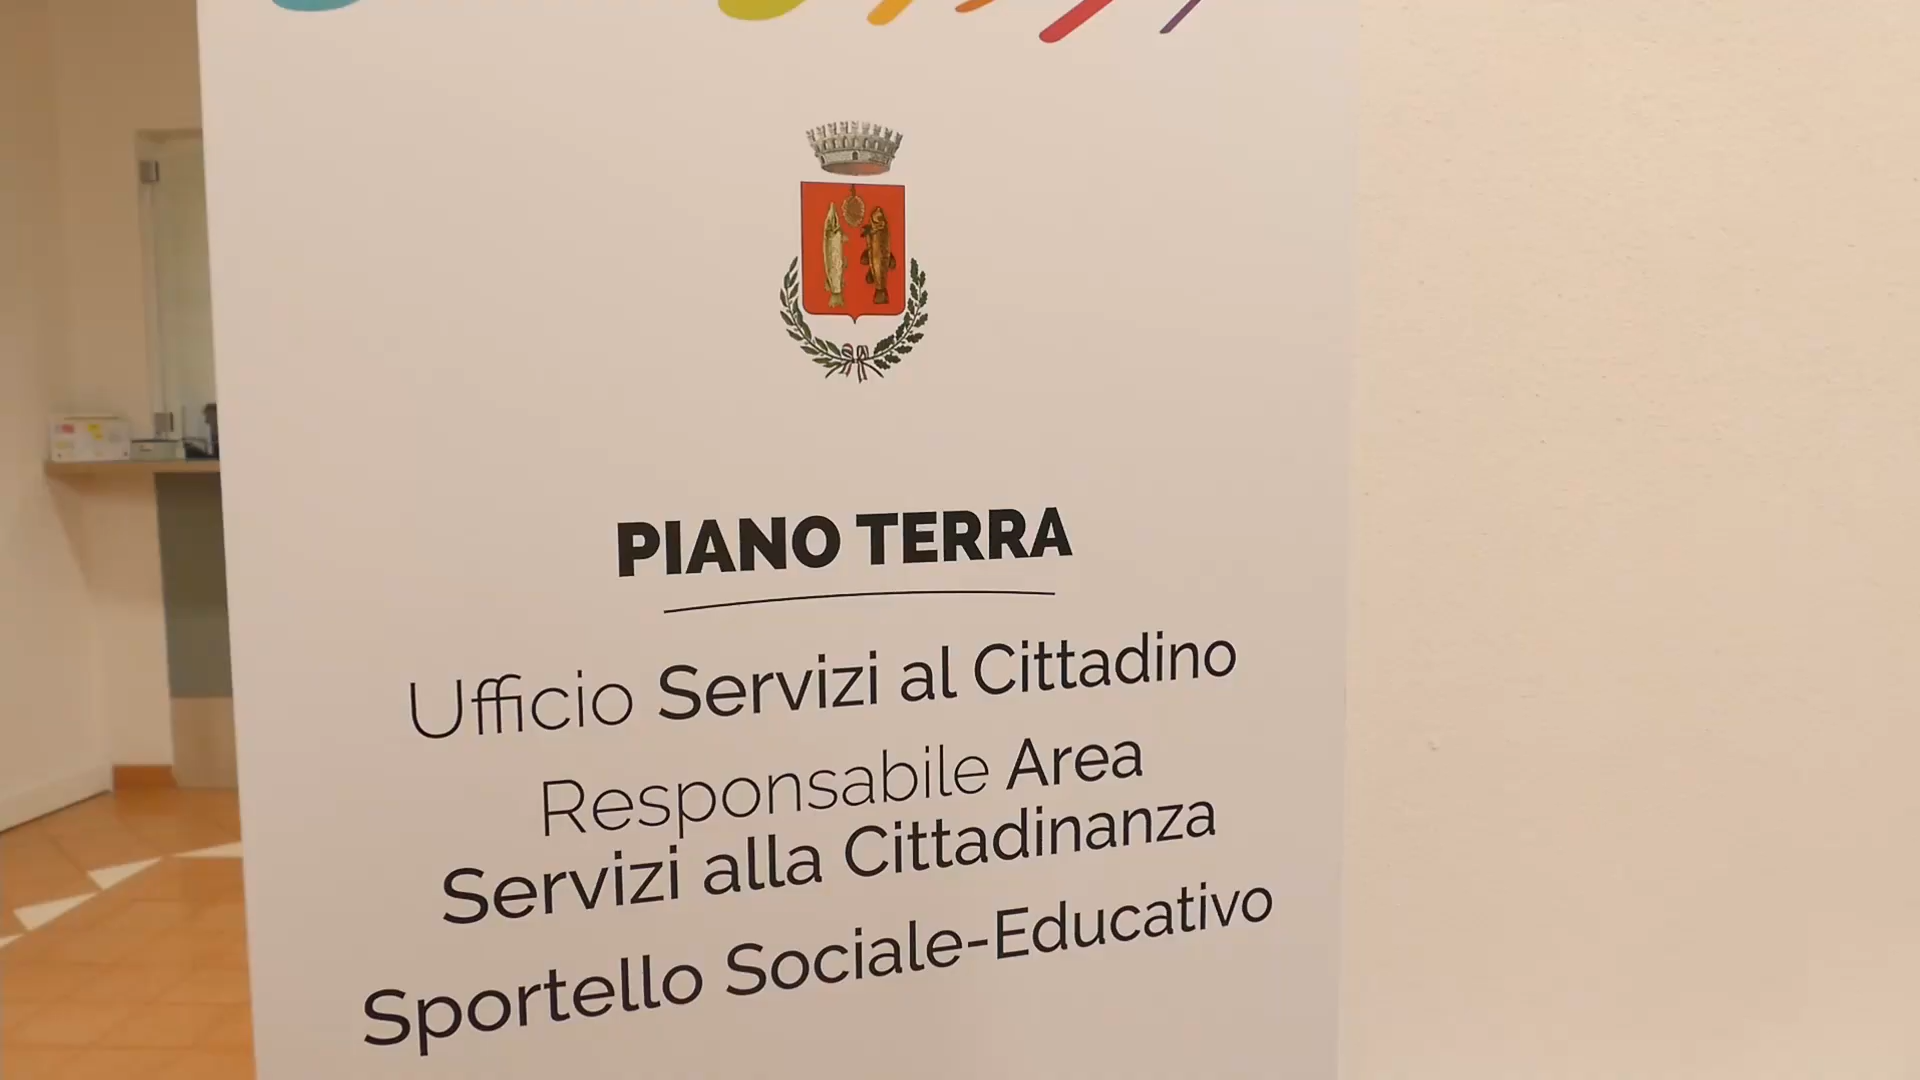 PIANO TERRA
Ufficio Servizi al Cittadino
Responsabile Area
Servizi alla Cittadinanza
Sportello Sociale-Educativo